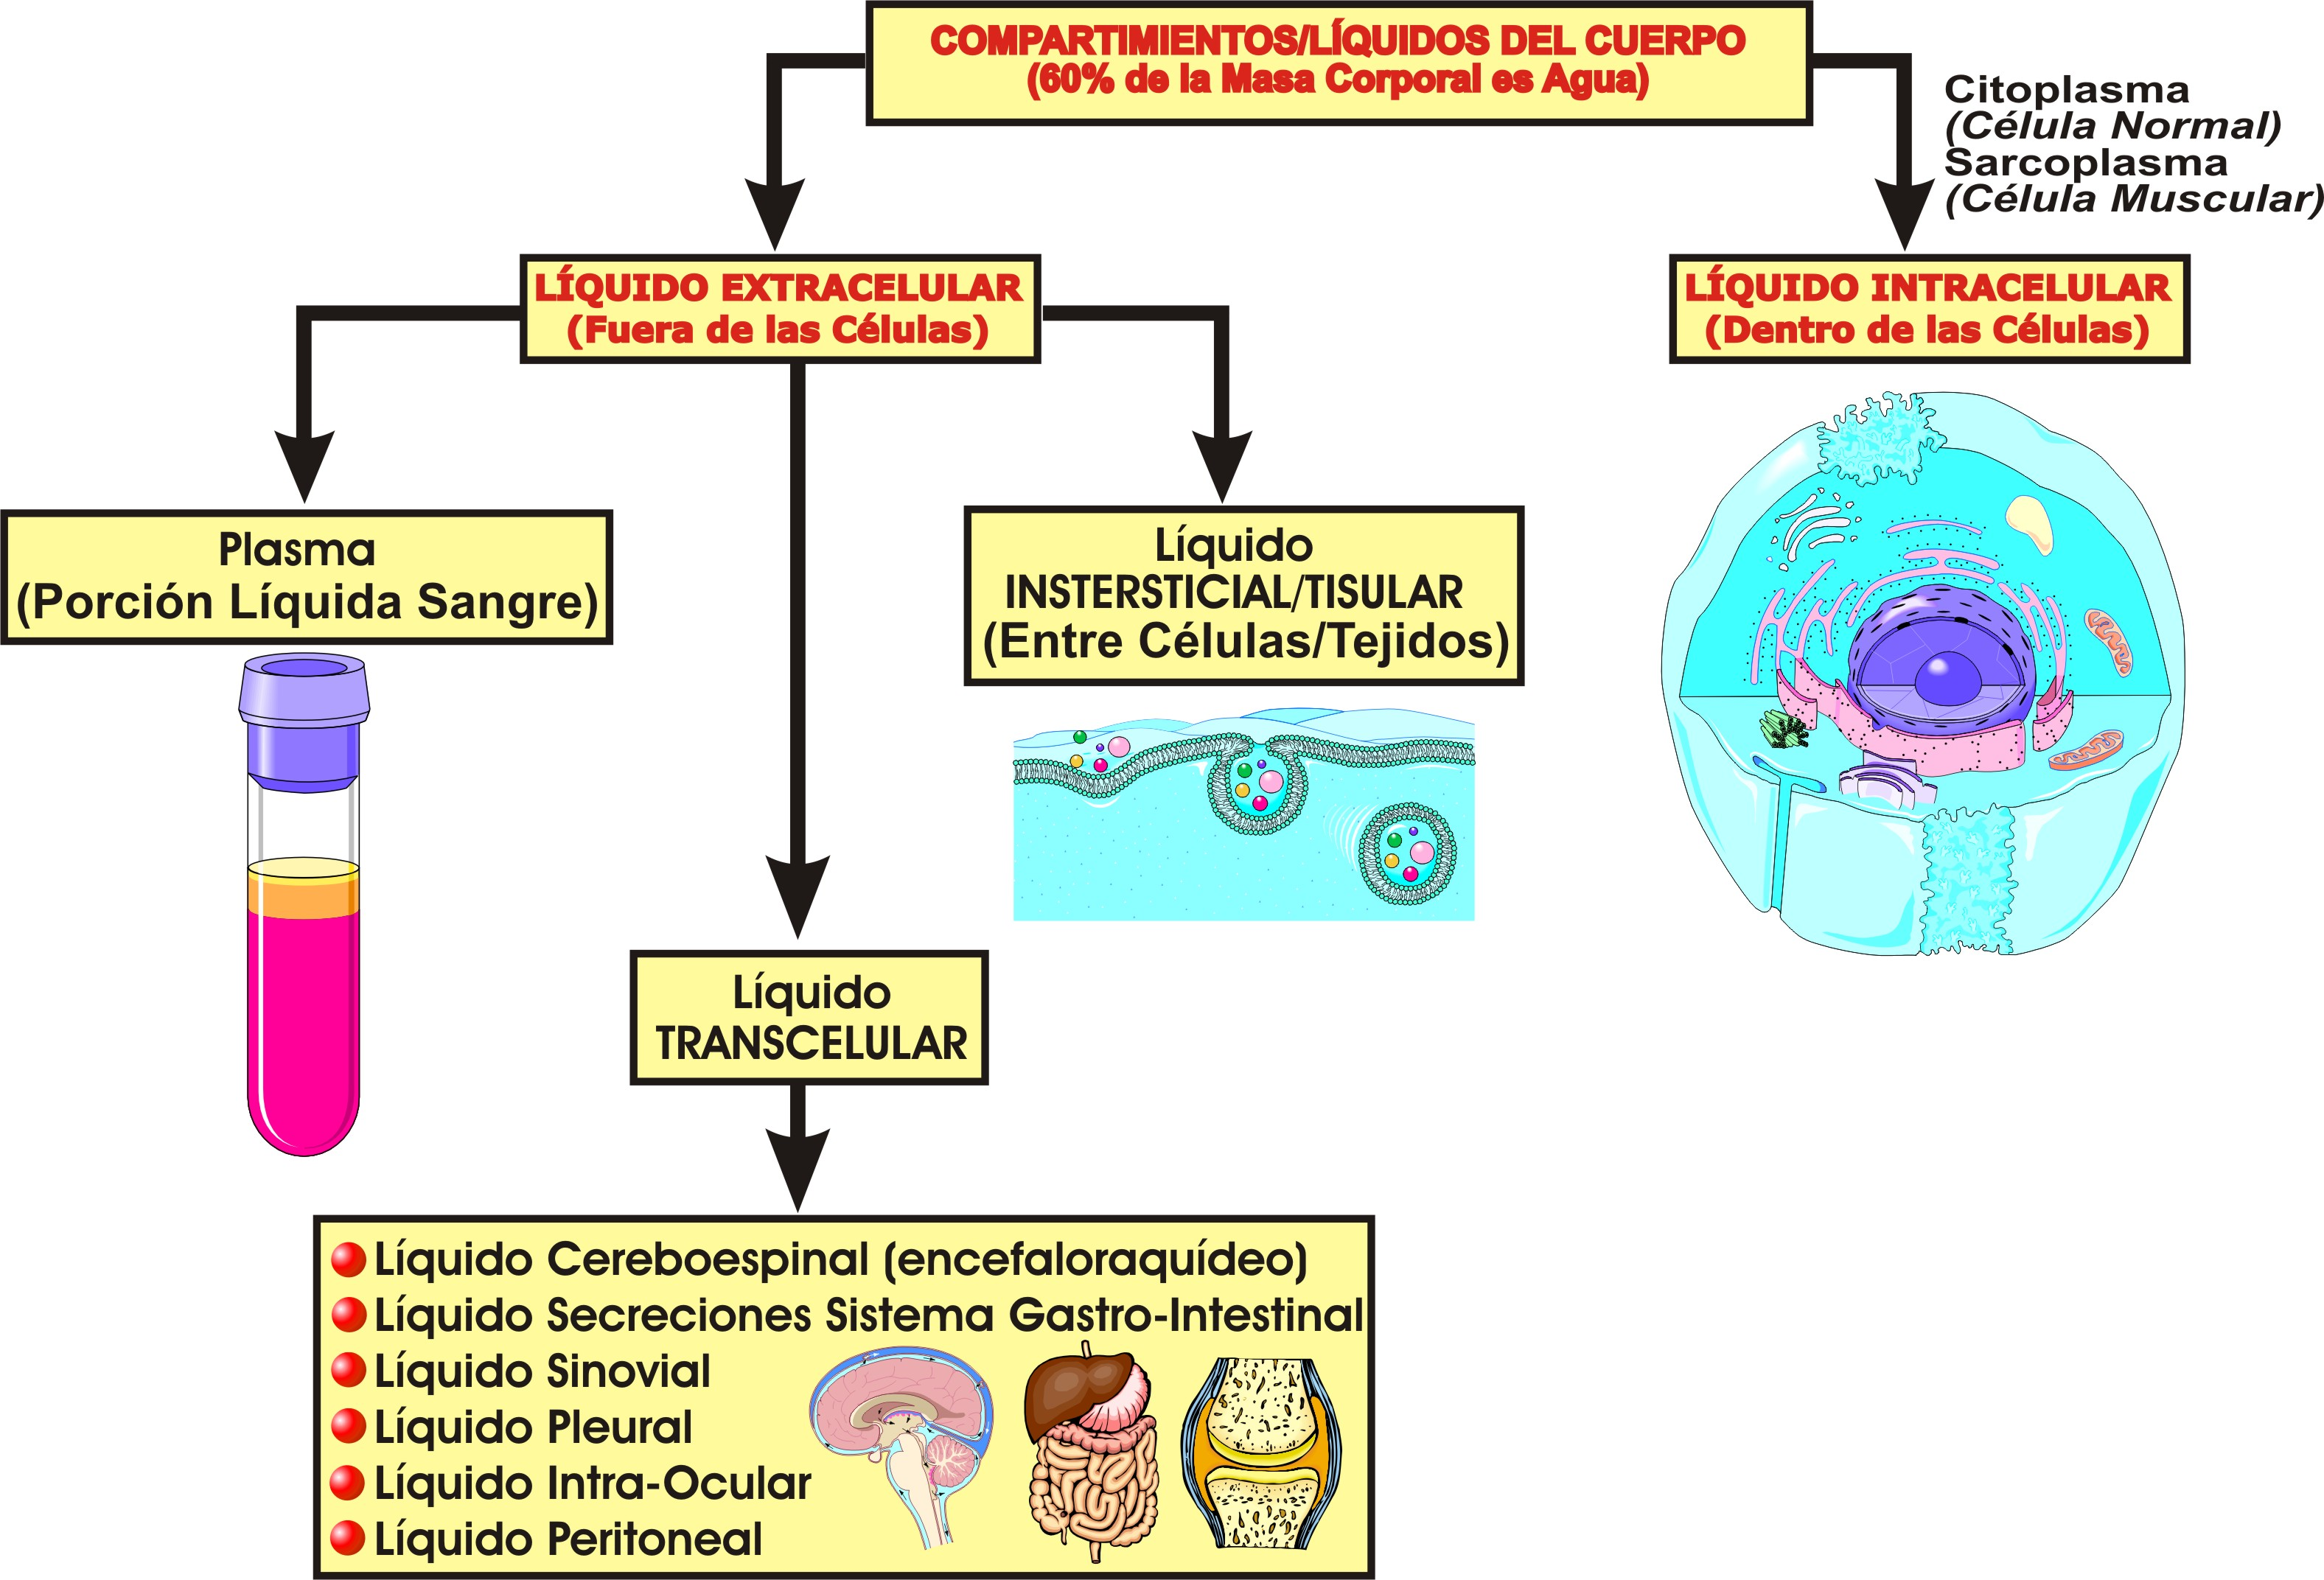 COMPARTIMIENTOS/LÍQUIDOS DEL CUERPO
(60% de la Masa Corporal es Agua)
Citoplasma
(Célula Normal)
Sarcoplasma
(Célula Muscular)
LÍQUIDO EXTRACELULAR
(Fuera de las Células)
LÍQUIDO INTRACELULAR
(Dentro de las Células)
Plasma
(Porción Líquida Sangre)
Líquido
INSTERSTICIAL/TISULAR
(Entre Células/Tejidos)
Líquido
TRANSCELULAR
Líquido Cereboespinal (encefaloraquídeo)
Líquido Secreciones Sistema Gastro-Intestinal
Líquido Sinovial
Líquido Pleural
Líquido Intra-Ocular
Líquido Peritoneal